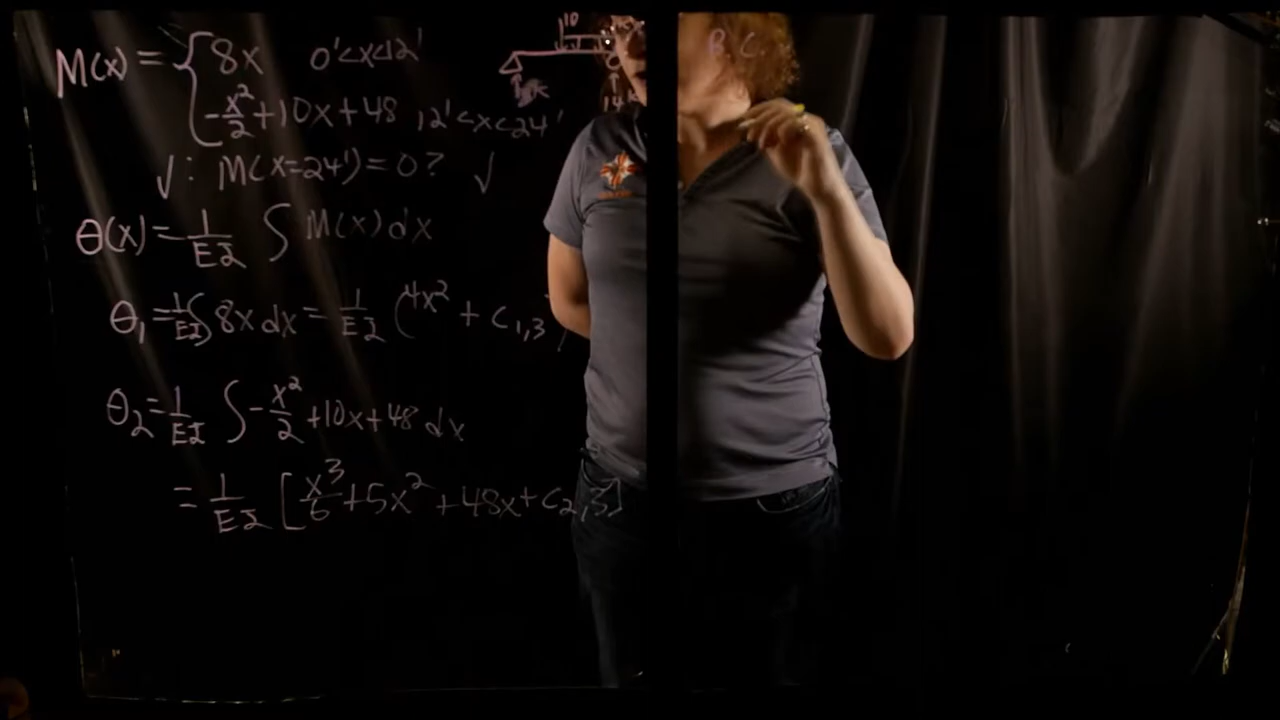 M(x) = { 8x 0'<x<12'
-x²/2 + 10x + 48 12'<x<24'
√: M(x=24') = 0? √
θ(x) = 1/EI ∫ M(x) dx
θ₁ = 1/EI ∫ 8x dx = 1/EI (4x² + C₁,₃)
θ₂ = 1/EI ∫ -x²/2 + 10x + 48 dx
= 1/EI [x³/6 + 5x² + 48x + C₂,₃]
10
14k
B.C.